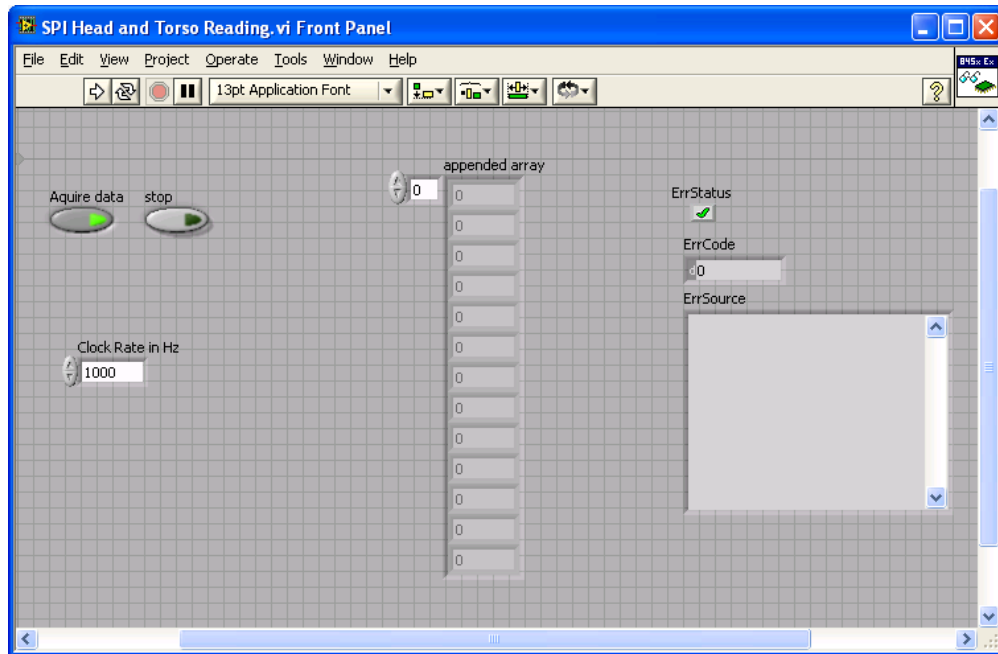 SPI Head and Torso Reading.vi Front Panel
File Edit View Project Operate Tools Window Help
845x Ex
13pt Application Font
appended array
0
Aquire data
stop
ErrStatus
ErrCode
d0
ErrSource
Clock Rate in Hz
1000
0
0
0
0
0
0
0
0
0
0
0
0
0